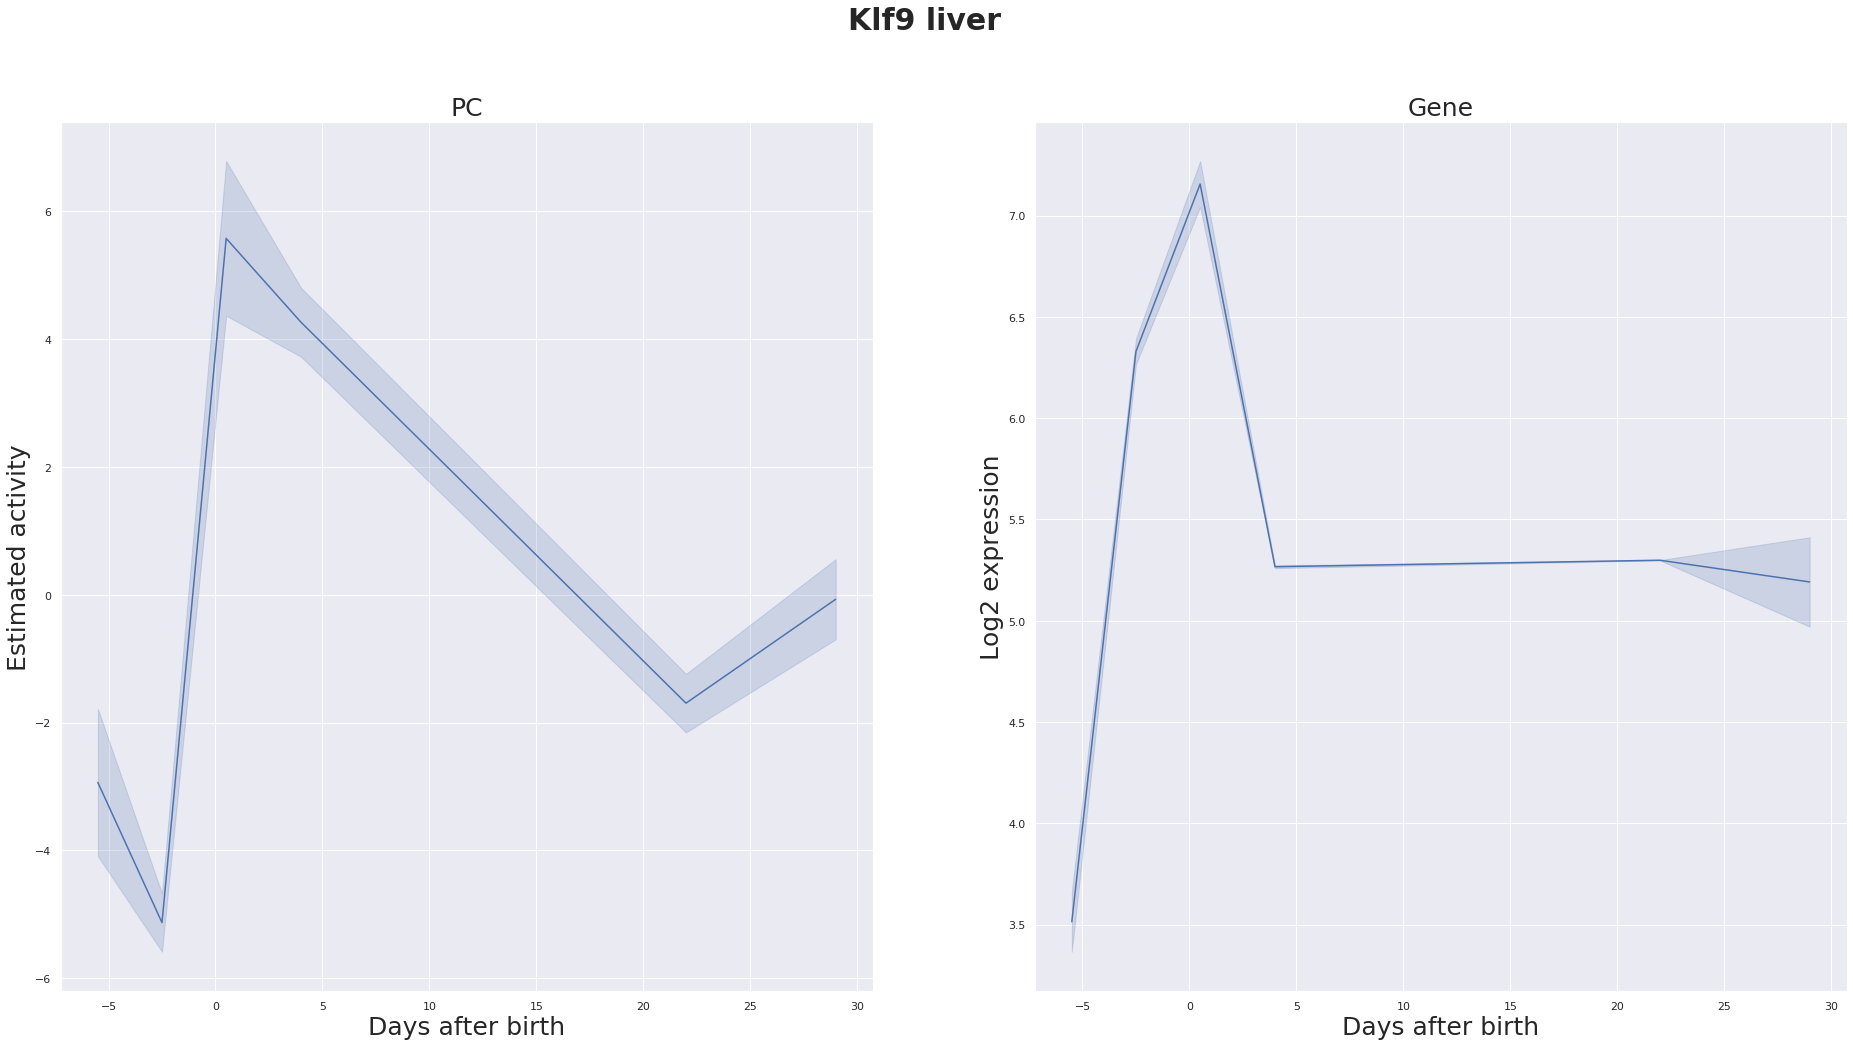 Klf9 liver
PC
Estimated activity
6
4
2
0
−2
−4
−6
−5 0 5 10 15 20 25 30
Days after birth
Gene
Log2 expression
7.0
6.5
6.0
5.5
5.0
4.5
4.0
3.5
−5 0 5 10 15 20 25 30
Days after birth